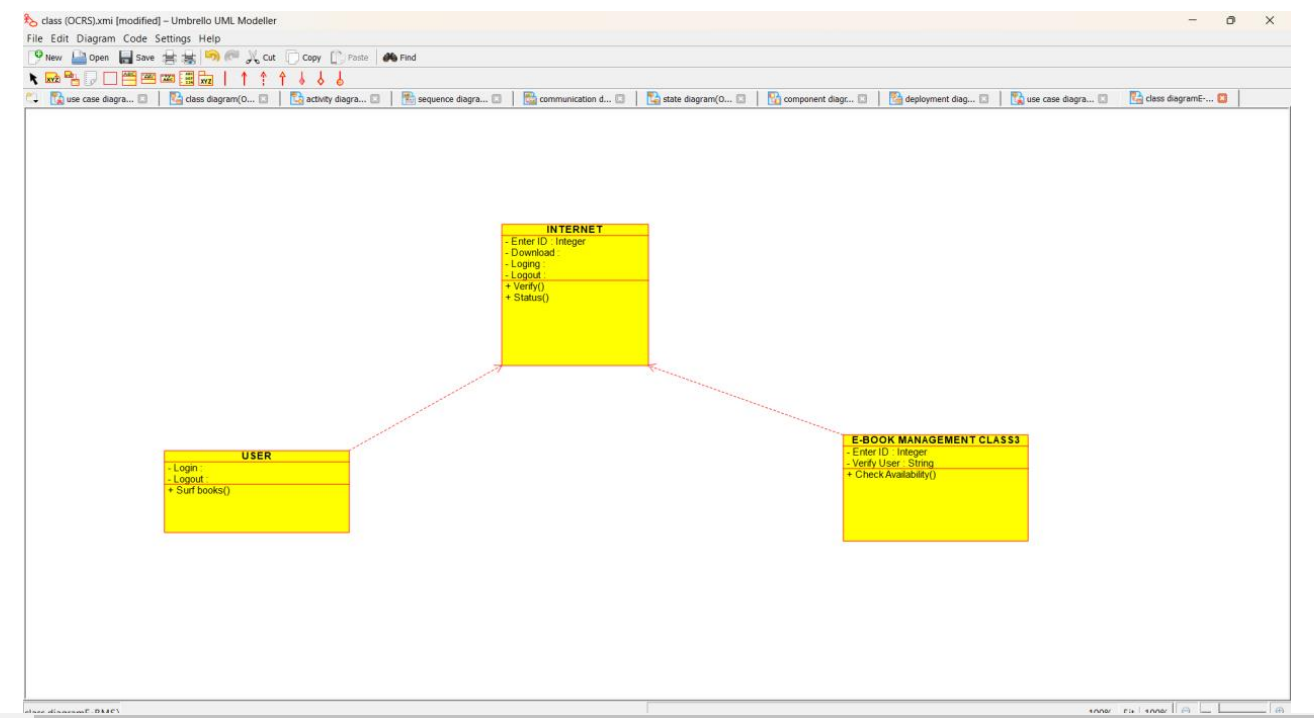 class (OCRS).xmi [modified] – Umbrello UML Modeller
File Edit Diagram Code Settings Help
New Open Save Cut Copy Paste Find
use case diagra... class diagram(O... activity diagra... sequence diagra... communication d... state diagram(O... component diagr... deployment diag... use case diagra... class diagramE-...
INTERNET
- Enter ID : Integer
- Download :
- Loging :
- Logout :
+ Verify()
+ Status()
USER
- Login :
- Logout :
+ Surf books()
E-BOOK MANAGEMENT CLASS3
- Enter ID : Integer
- Verify User : String
+ Check Availability()
100% Fit 100%